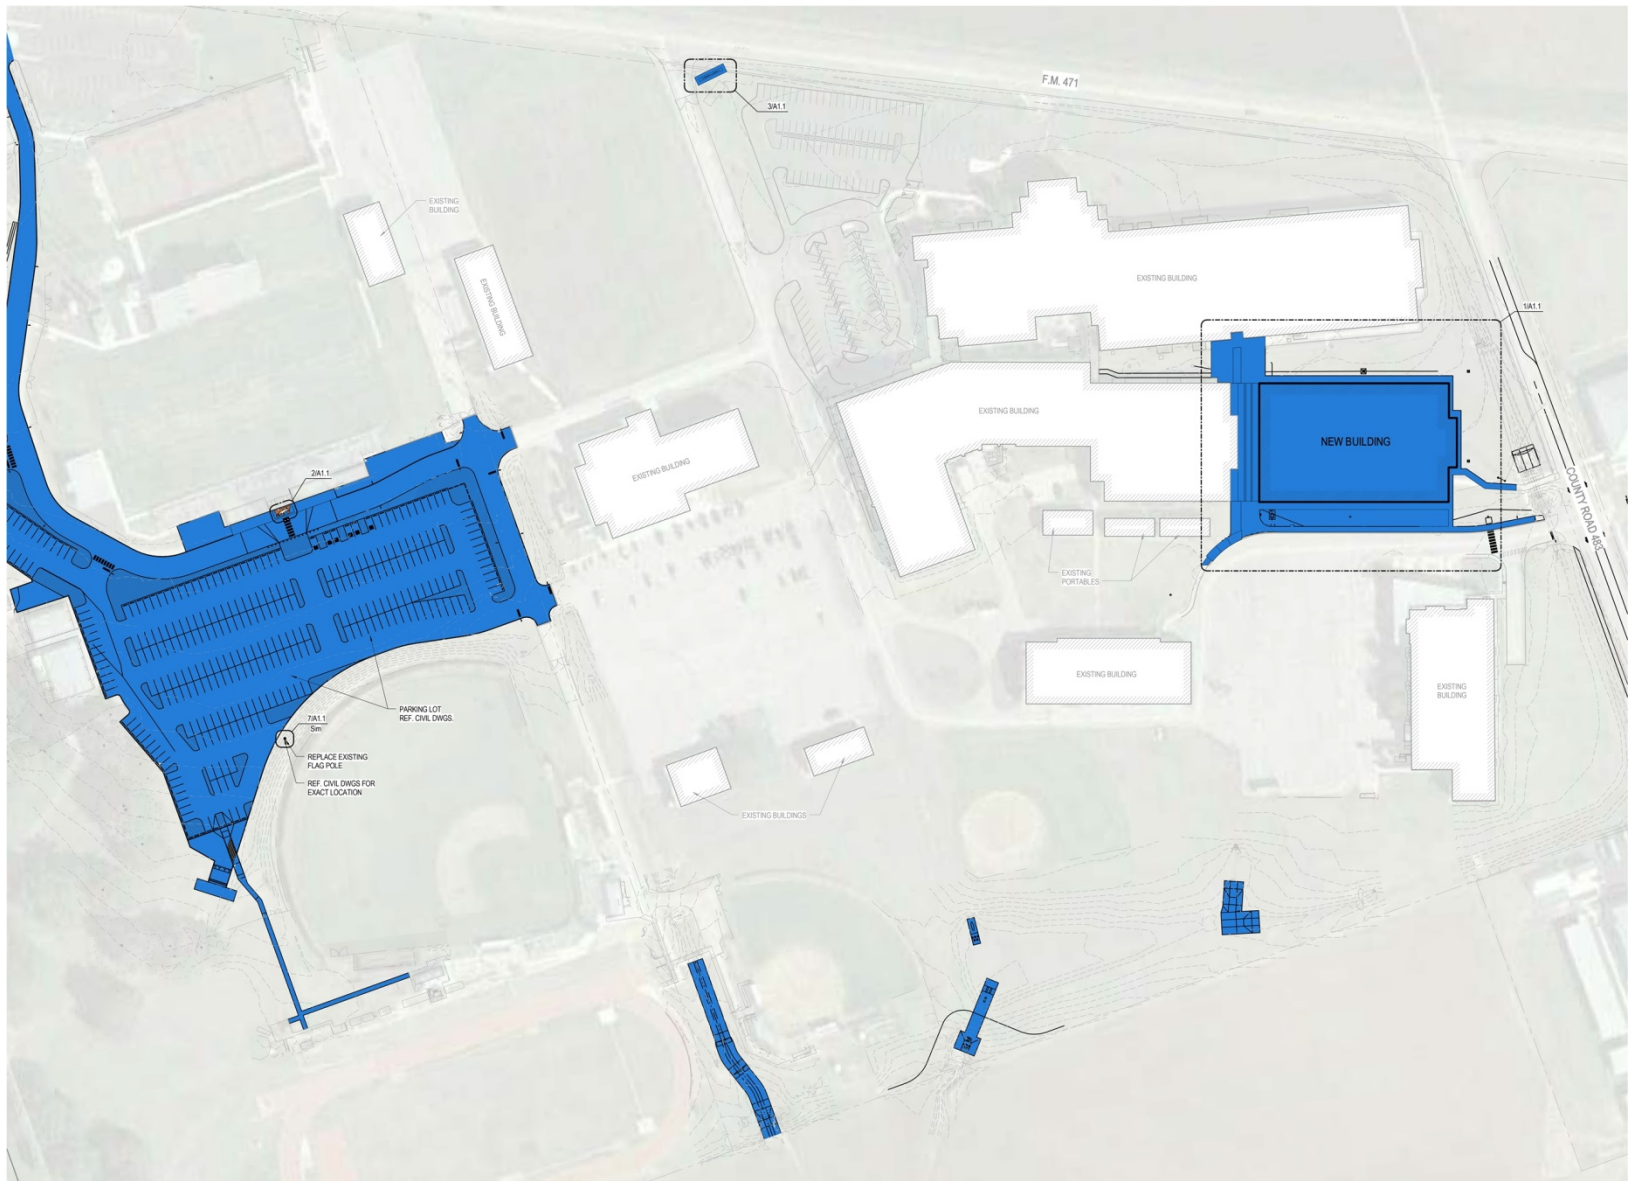 F.M. 471
3/A1.1
EXISTING
BUILDING
EXISTING BUILDING
EXISTING BUILDING
1/A1.1
EXISTING BUILDING
NEW BUILDING
EXISTING BUILDING
2/A1.1
COUNTY ROAD 483
EXISTING
PORTABLES
EXISTING BUILDING
EXISTING
BUILDING
PARKING LOT
REF. CIVIL DWGS.
7/A1.1
Sim
REPLACE EXISTING
FLAG POLE
REF. CIVIL DWGS FOR
EXACT LOCATION
EXISTING BUILDINGS